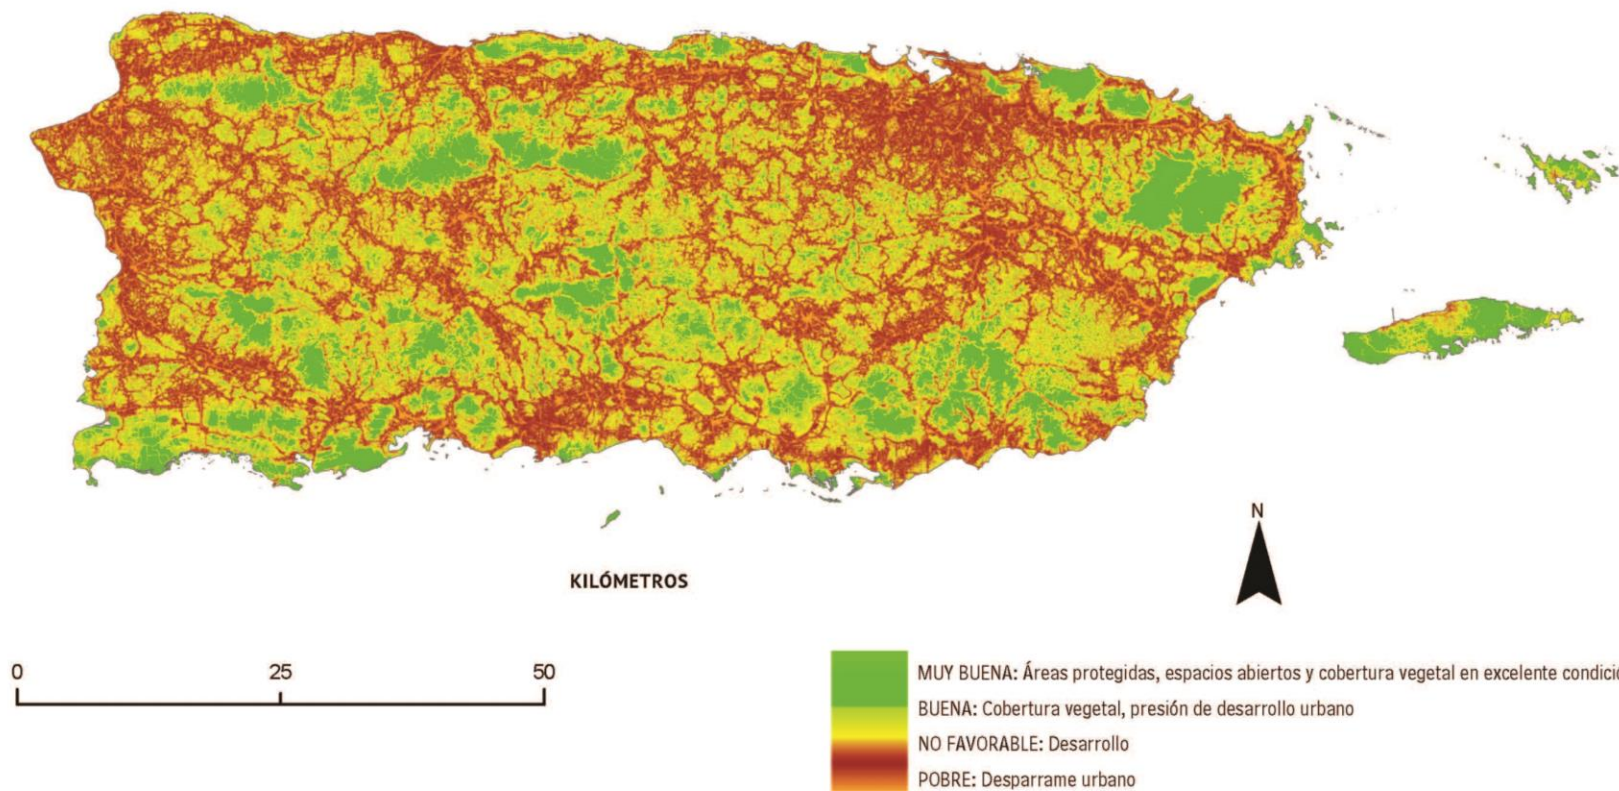 N
KILÓMETROS
0 25 50
MUY BUENA: Áreas protegidas, espacios abiertos y cobertura vegetal en excelente condici
BUENA: Cobertura vegetal, presión de desarrollo urbano
NO FAVORABLE: Desarrollo
POBRE: Desparrame urbano